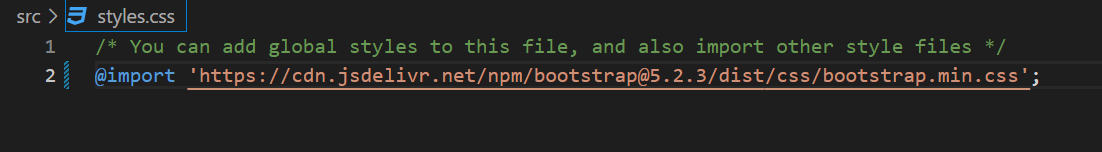 src > styles.css
1 /* You can add global styles to this file, and also import other style files */
2 @import 'https://cdn.jsdelivr.net/npm/bootstrap@5.2.3/dist/css/bootstrap.min.css';